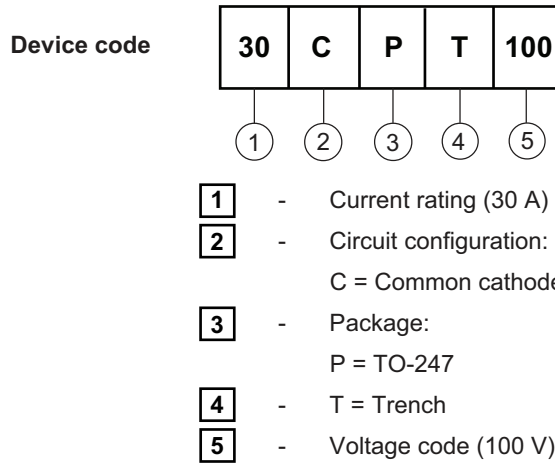 Device code 30 C P T 100
1 2 3 4 5
1 - Current rating (30 A)
2 - Circuit configuration:
C = Common cathode
3 - Package:
P = TO-247
4 - T = Trench
5 - Voltage code (100 V)